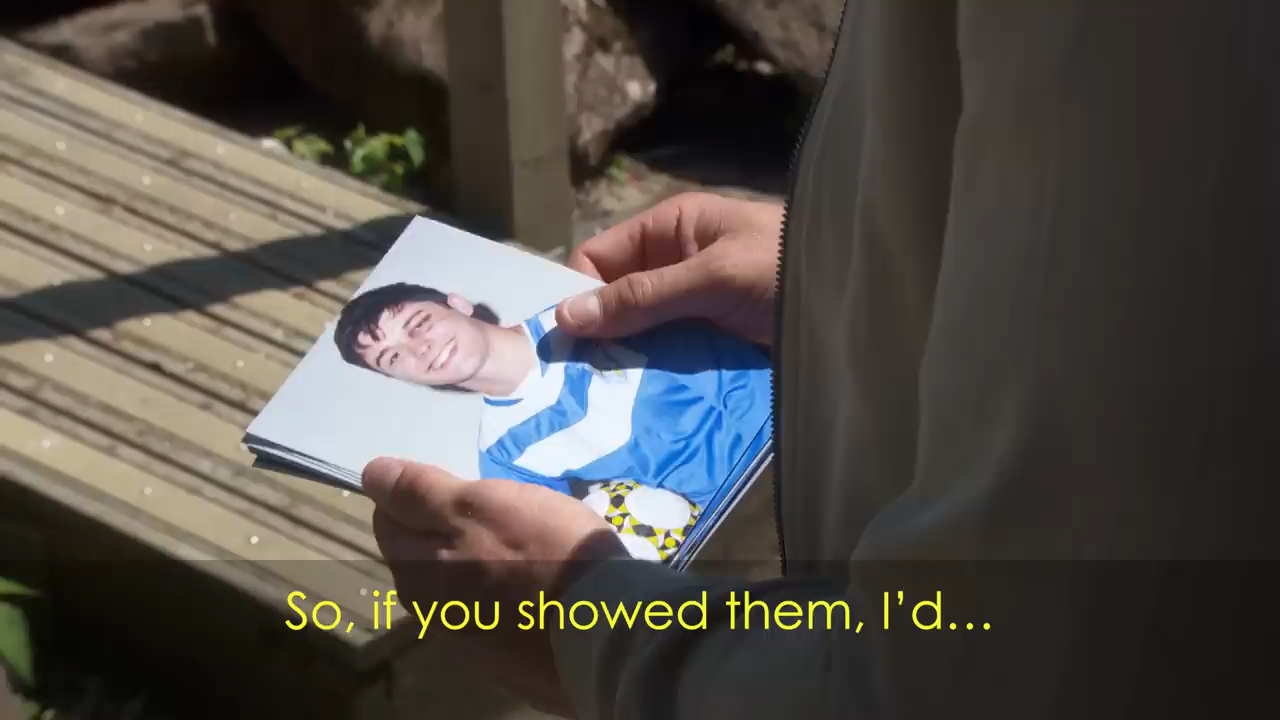 So, if you showed them, I’d…